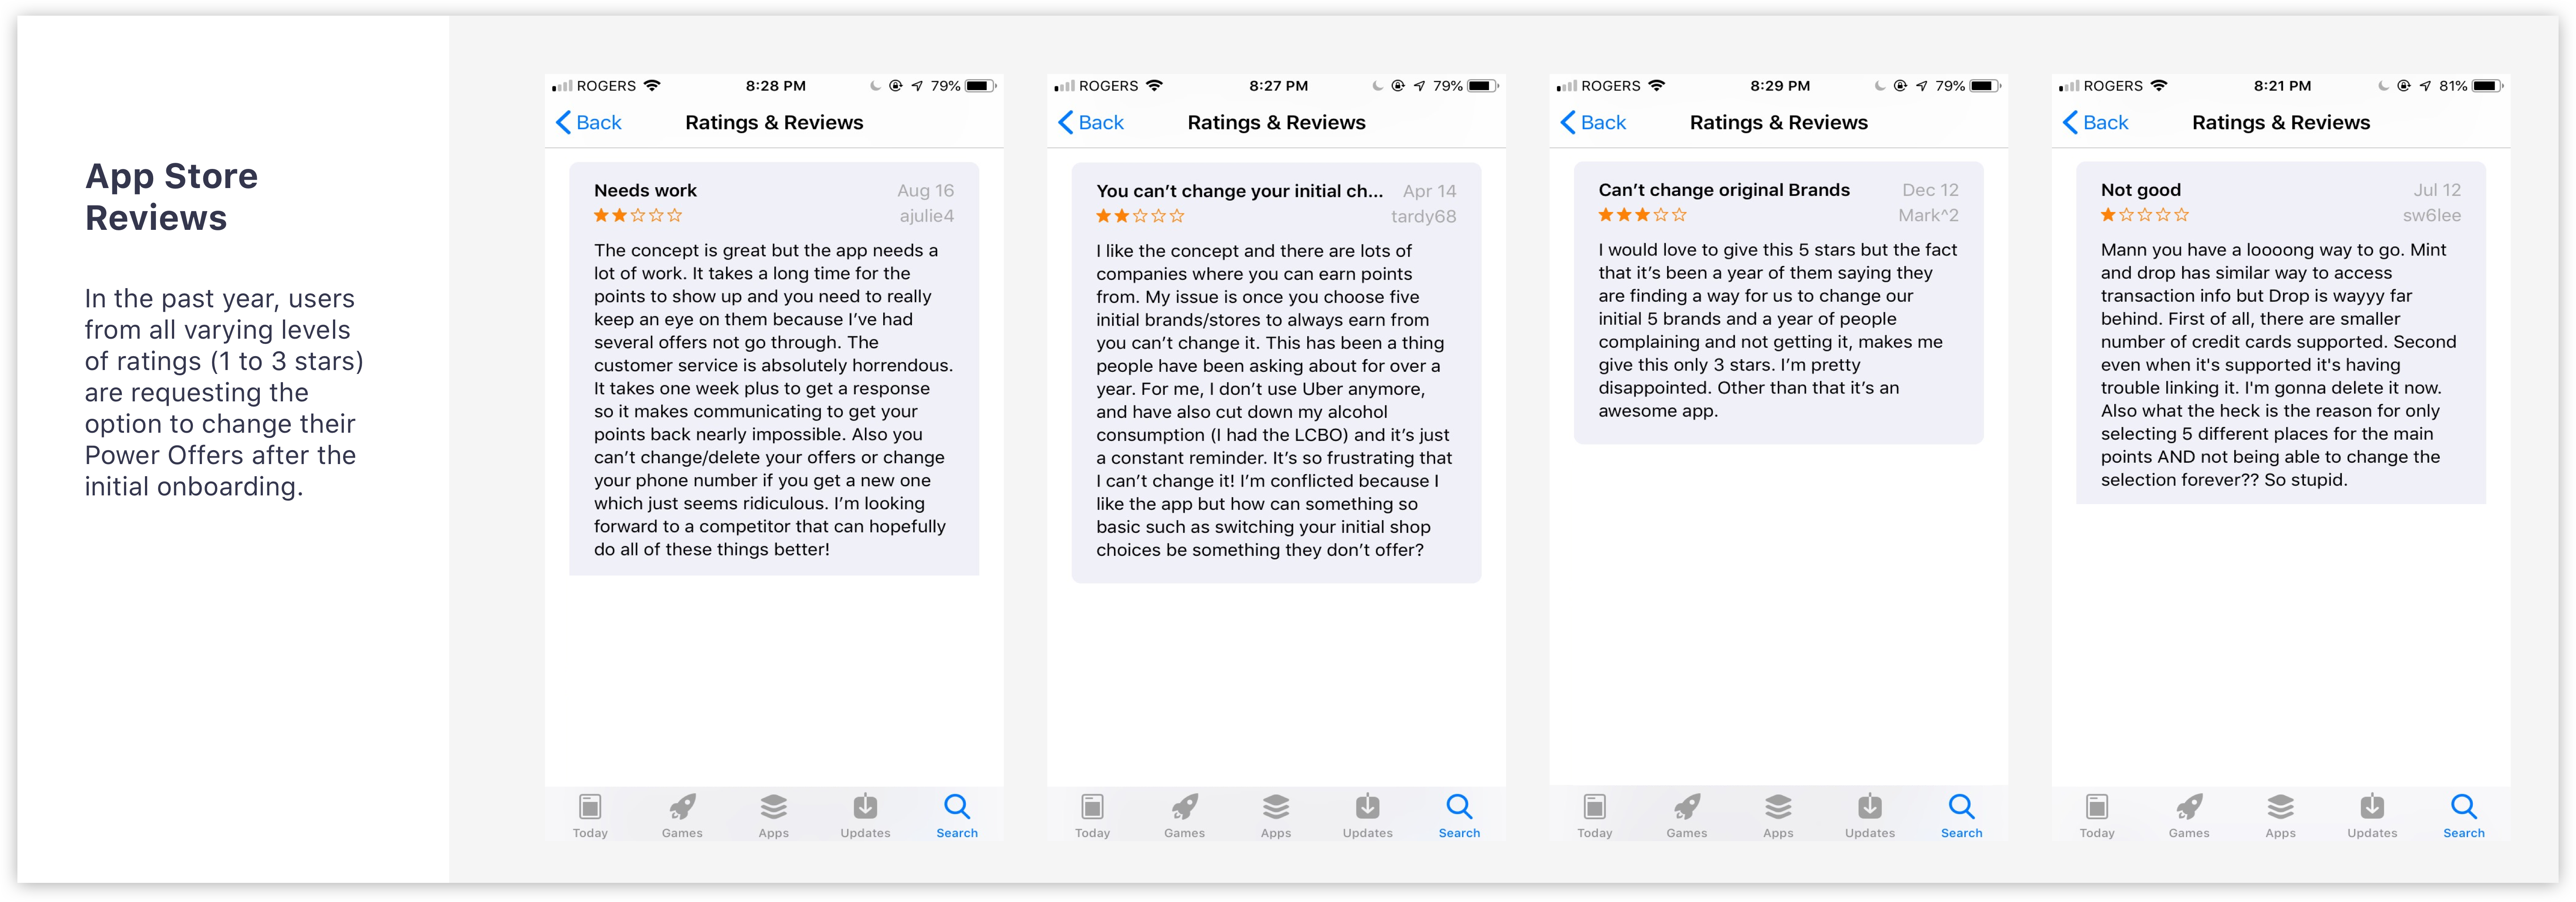 App Store
Reviews
In the past year, users
from all varying levels
of ratings (1 to 3 stars)
are requesting the
option to change their
Power Offers after the
initial onboarding.
ROGERS 8:28 PM 79%
Back Ratings & Reviews
Needs work Aug 16
ajulie4
The concept is great but the app needs a
lot of work. It takes a long time for the
points to show up and you need to really
keep an eye on them because I've had
several offers not go through. The
customer service is absolutely horrendous.
It takes one week plus to get a response
so it makes communicating to get your
points back nearly impossible. Also you
can't change/delete your offers or change
your phone number if you get a new one
which just seems ridiculous. I'm looking
forward to a competitor that can hopefully
do all of these things better!
Today Games Apps Updates Search
ROGERS 8:27 PM 79%
Back Ratings & Reviews
You can't change your initial ch... Apr 14
tardy68
I like the concept and there are lots of
companies where you can earn points
from. My issue is once you choose five
initial brands/stores to always earn from
you can't change it. This has been a thing
people have been asking about for over a
year. For me, I don't use Uber anymore,
and have also cut down my alcohol
consumption (I had the LCBO) and it's just
a constant reminder. It's so frustrating that
I can't change it! I'm conflicted because I
like the app but how can something so
basic such as switching your initial shop
choices be something they don't offer?
Today Games Apps Updates Search
ROGERS 8:29 PM 79%
Back Ratings & Reviews
Can't change original Brands Dec 12
Mark^2
I would love to give this 5 stars but the fact
that it's been a year of them saying they
are finding a way for us to change our
initial 5 brands and a year of people
complaining and not getting it, makes me
give this only 3 stars. I'm pretty
disappointed. Other than that it's an
awesome app.
Today Games Apps Updates Search
ROGERS 8:21 PM 81%
Back Ratings & Reviews
Not good Jul 12
sw6lee
Mann you have a loooong way to go. Mint
and drop has similar way to access
transaction info but Drop is wayyy far
behind. First of all, there are smaller
number of credit cards supported. Second
even when it's supported it's having
trouble linking it. I'm gonna delete it now.
Also what the heck is the reason for only
selecting 5 different places for the main
points AND not being able to change the
selection forever?? So stupid.
Today Games Apps Updates Search